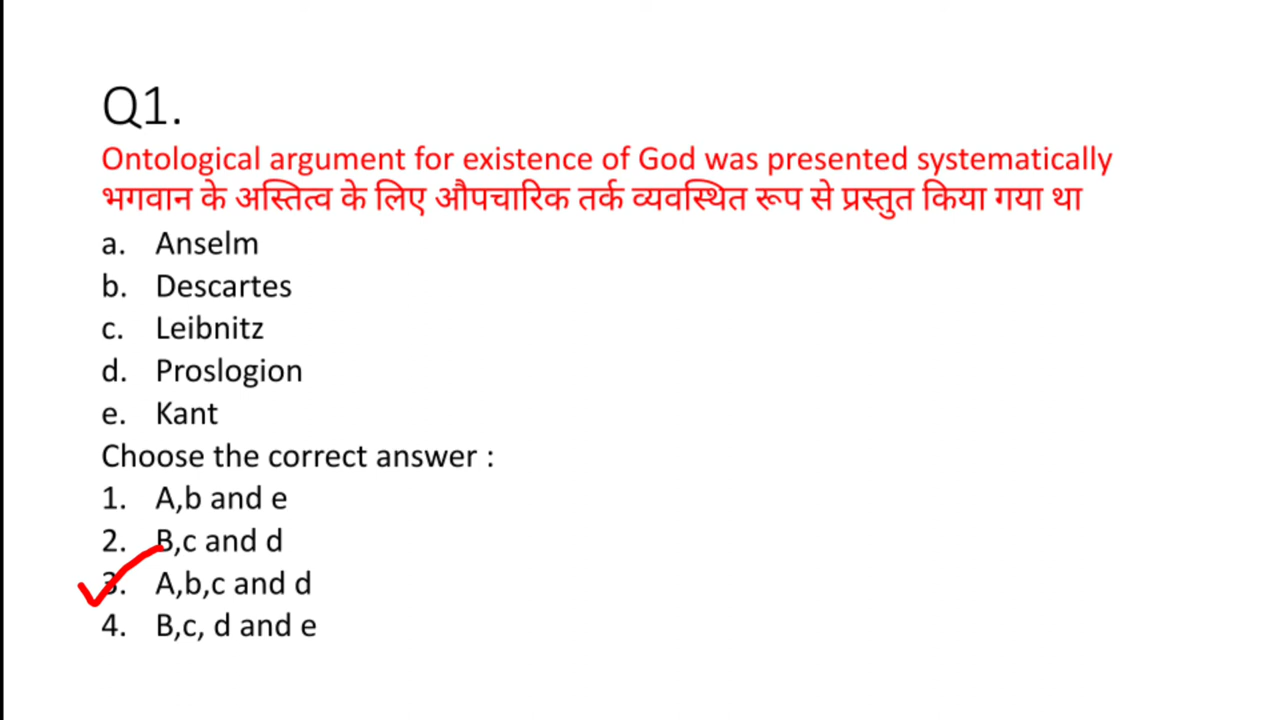 Q1.
Ontological argument for existence of God was presented systematically
भगवान के अस्तित्व के लिए औपचारिक तर्क व्यवस्थित रूप से प्रस्तुत किया गया था
a. Anselm
b. Descartes
c. Leibnitz
d. Proslogion
e. Kant
Choose the correct answer :
1. A,b and e
2. B,c and d
3. A,b,c and d
4. B,c, d and e